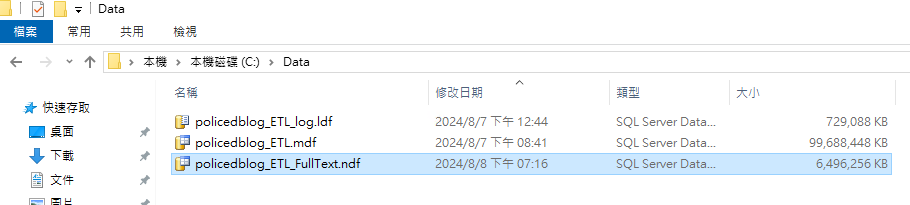 Data
檔案 常用 共用 檢視
本機 本機磁碟 (C:) Data
名稱 修改日期 類型 大小
快速存取
桌面
下載
文件
圖片
policedblog_ETL_log.ldf 2024/8/7 下午 12:44 SQL Server Data... 729,088 KB
policedblog_ETL.mdf 2024/8/7 下午 08:41 SQL Server Data... 99,688,448 KB
policedblog_ETL_FullText.ndf 2024/8/8 下午 07:16 SQL Server Data... 6,496,256 KB